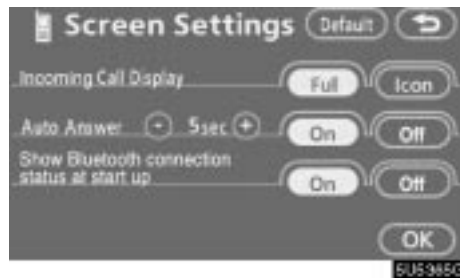 Screen Settings Default
Incoming Call Display Full Icon
Auto Answer - 5sec + On Off
Show Bluetooth connection
status at start up On Off
OK
5U5365G